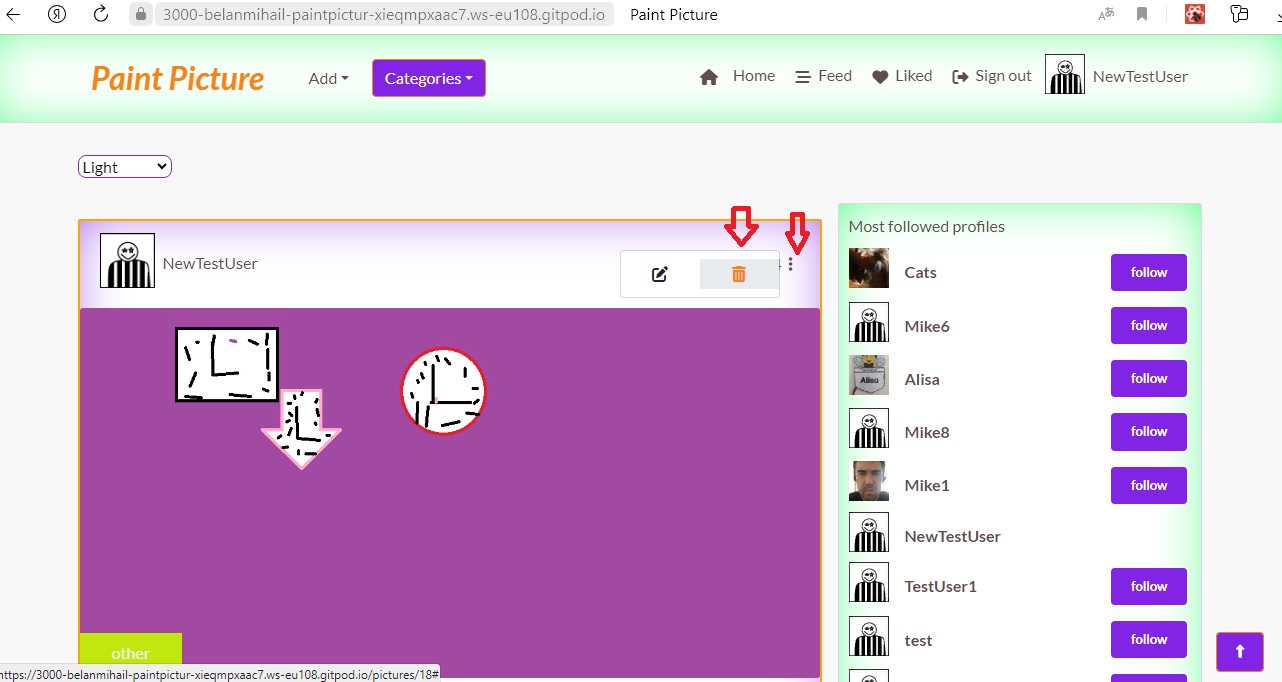 3000-belanmihail-paintpictur-xieqmpxaac7.ws-eu108.gitpod.io Paint Picture
Paint Picture Add Categories Home Feed Liked Sign out NewTestUser
Light
NewTestUser
Most followed profiles
Cats follow
Mike6 follow
Alisa follow
Mike8 follow
Mike1 follow
NewTestUser
TestUser1 follow
test follow
other
https://3000-belanmihail-paintpictur-xieqmpxaac7.ws-eu108.gitpod.io/pictures/18#